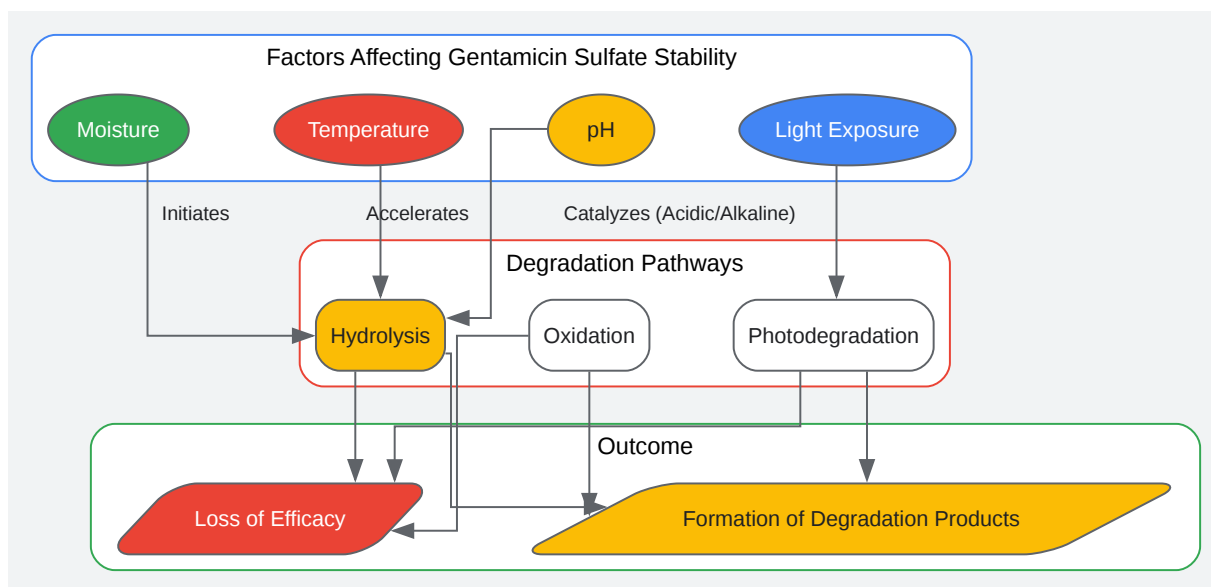 Factors Affecting Gentamicin Sulfate Stability
Moisture
Temperature
pH
Light Exposure
Initiates
Accelerates
Catalyzes (Acidic/Alkaline)
Degradation Pathways
Hydrolysis
Oxidation
Photodegradation
Outcome
Loss of Efficacy
Formation of Degradation Products